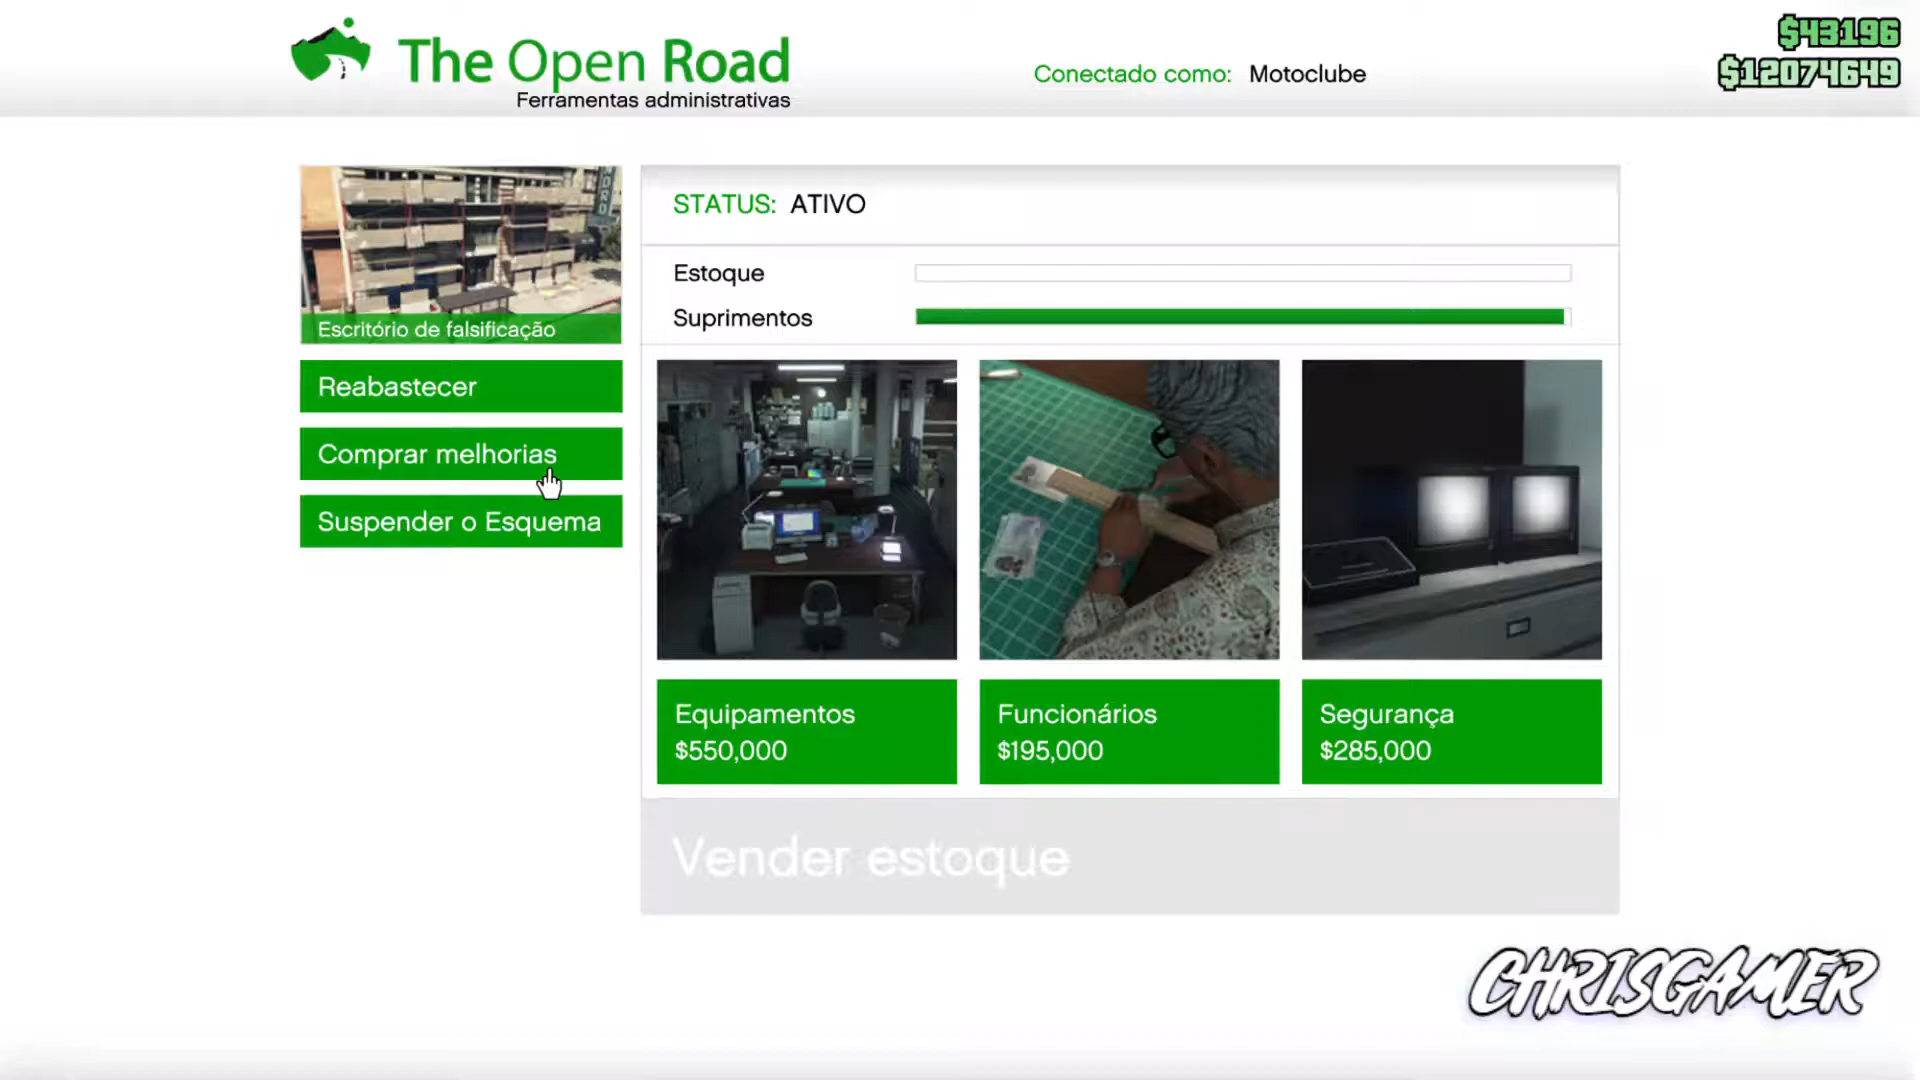 The Open Road
Ferramentas administrativas
Conectado como: Motoclube
$43196
$12074649
Escritório de falsificação
Reabastecer
Comprar melhorias
Suspender o Esquema
STATUS: ATIVO
Estoque
Suprimentos
Equipamentos
$550,000
Funcionários
$195,000
Segurança
$285,000
Vender estoque
CHRISGAMER